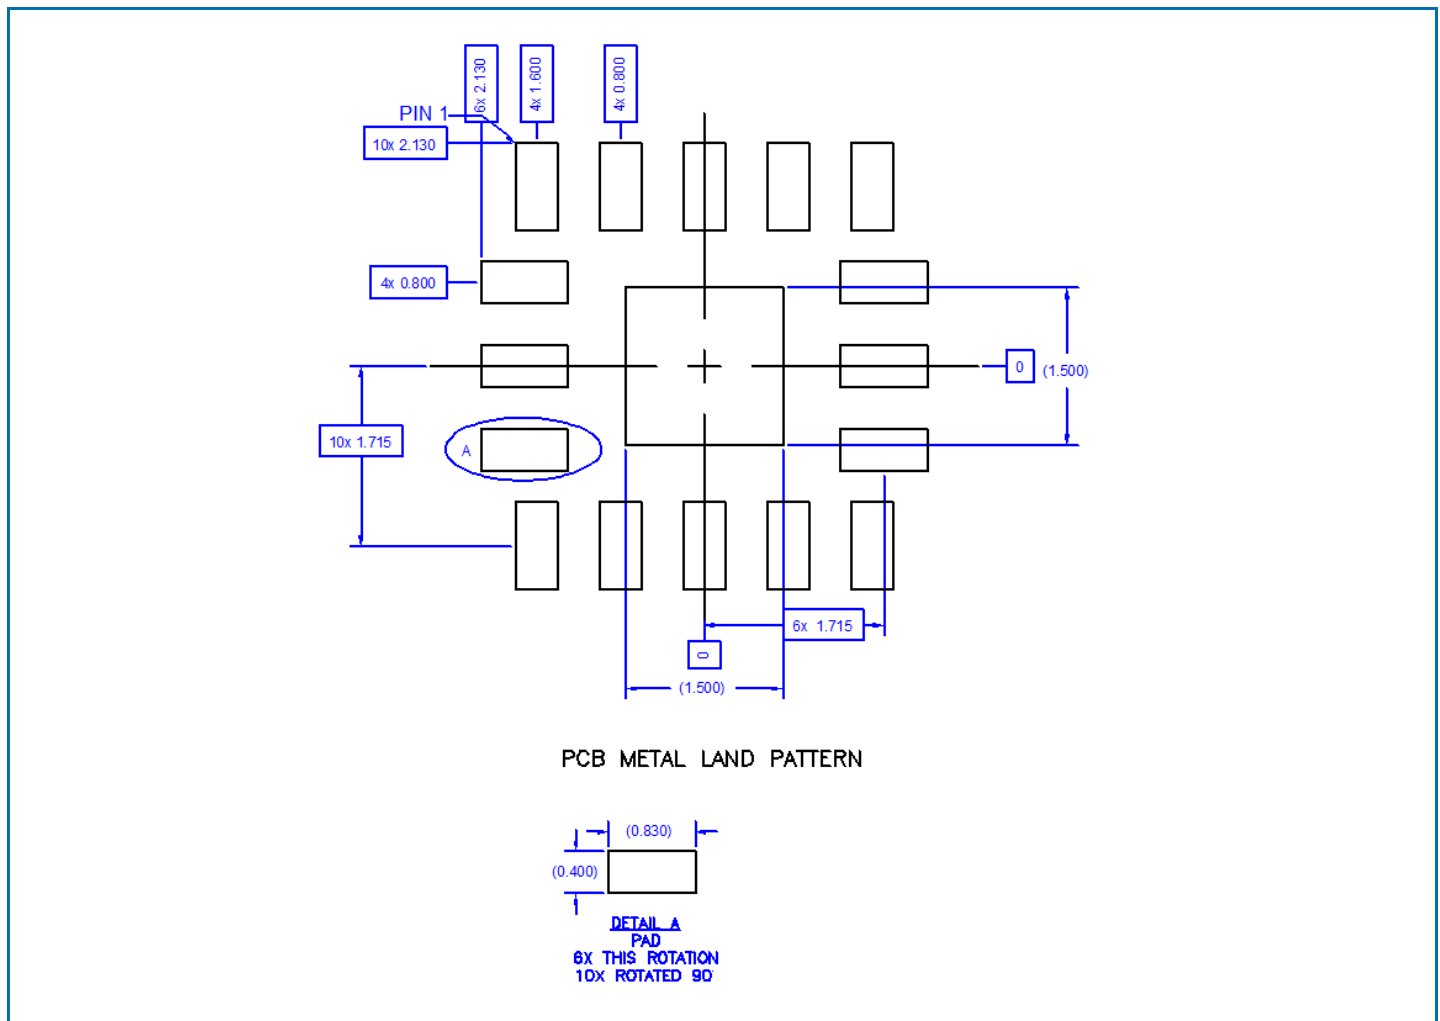 6x 2.130
4x 1.600
4x 0.800
PIN 1
10x 2.130
4x 0.800
0
(1.500)
10x 1.715
A
6x 1.715
0
(1.500)
PCB METAL LAND PATTERN
(0.830)
(0.400)
DETAIL A
PAD
6X THIS ROTATION
10X ROTATED 90